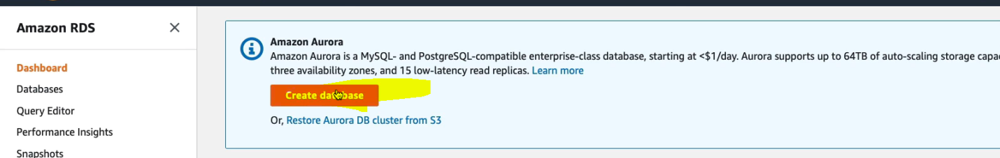 Amazon RDS
Dashboard
Databases
Query Editor
Performance Insights
Snapshots
Amazon Aurora
Amazon Aurora is a MySQL- and PostgreSQL-compatible enterprise-class database, starting at <$1/day. Aurora supports up to 64TB of auto-scaling storage capa
three availability zones, and 15 low-latency read replicas. Learn more
Create database
Or, Restore Aurora DB cluster from S3